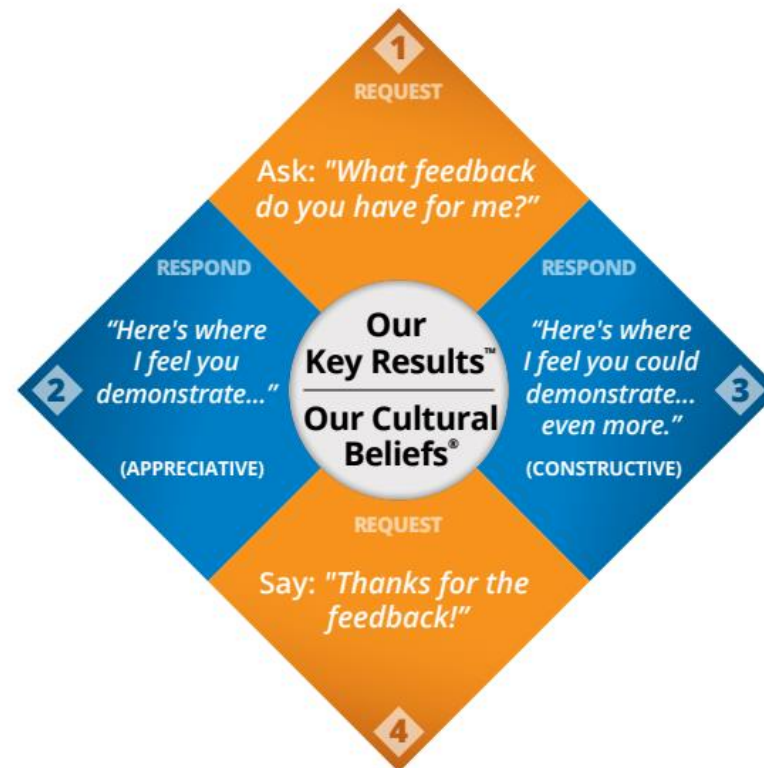 1
REQUEST
Ask: "What feedback
do you have for me?”
RESPOND
“Here's where
I feel you
demonstrate...”
2
(APPRECIATIVE)
Our
Key Results™
Our Cultural
Beliefs®
RESPOND
“Here's where
I feel you could
demonstrate...
even more.”
3
(CONSTRUCTIVE)
REQUEST
Say: "Thanks for the
feedback!”
4